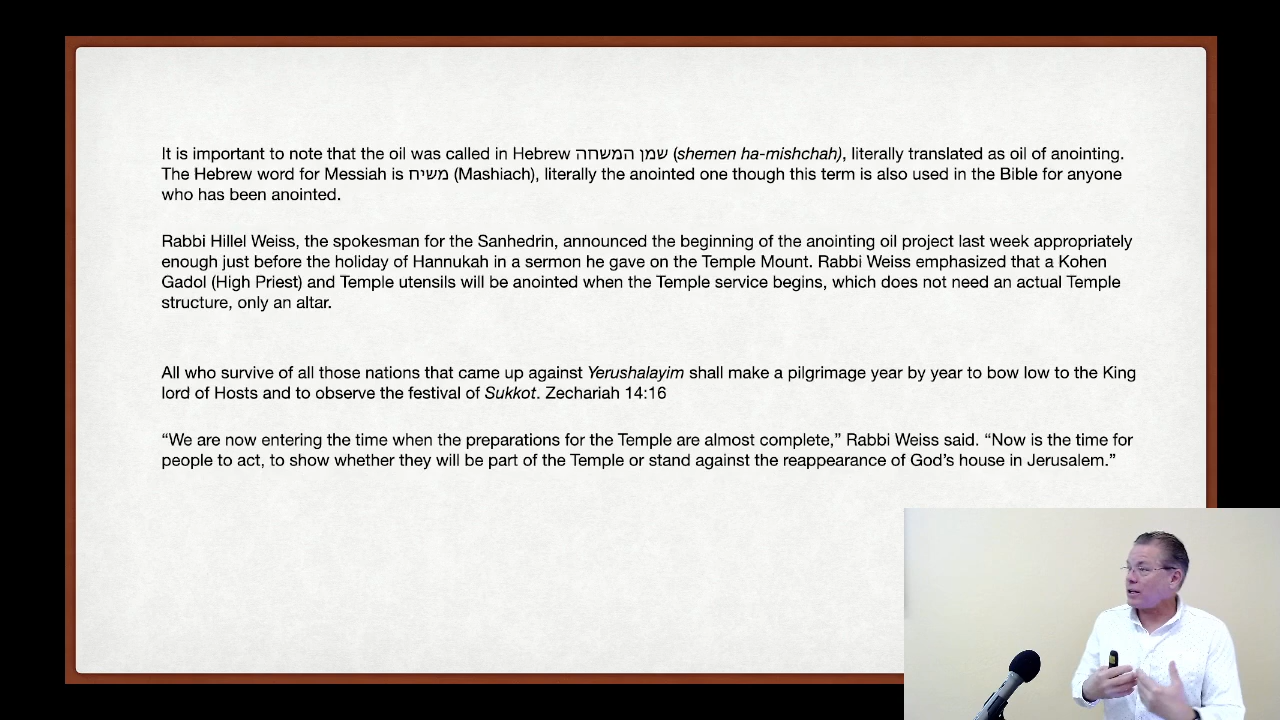 It is important to note that the oil was called in Hebrew שמן המשחה (shemen ha-mishchah), literally translated as oil of anointing.
The Hebrew word for Messiah is משיח (Mashiach), literally the anointed one though this term is also used in the Bible for anyone
who has been anointed.
Rabbi Hillel Weiss, the spokesman for the Sanhedrin, announced the beginning of the anointing oil project last week appropriately
enough just before the holiday of Hannukah in a sermon he gave on the Temple Mount. Rabbi Weiss emphasized that a Kohen
Gadol (High Priest) and Temple utensils will be anointed when the Temple service begins, which does not need an actual Temple
structure, only an altar.
All who survive of all those nations that came up against Yerushalayim shall make a pilgrimage year by year to bow low to the King
lord of Hosts and to observe the festival of Sukkot. Zechariah 14:16
“We are now entering the time when the preparations for the Temple are almost complete,” Rabbi Weiss said. “Now is the time for
people to act, to show whether they will be part of the Temple or stand against the reappearance of God’s house in Jerusalem.”